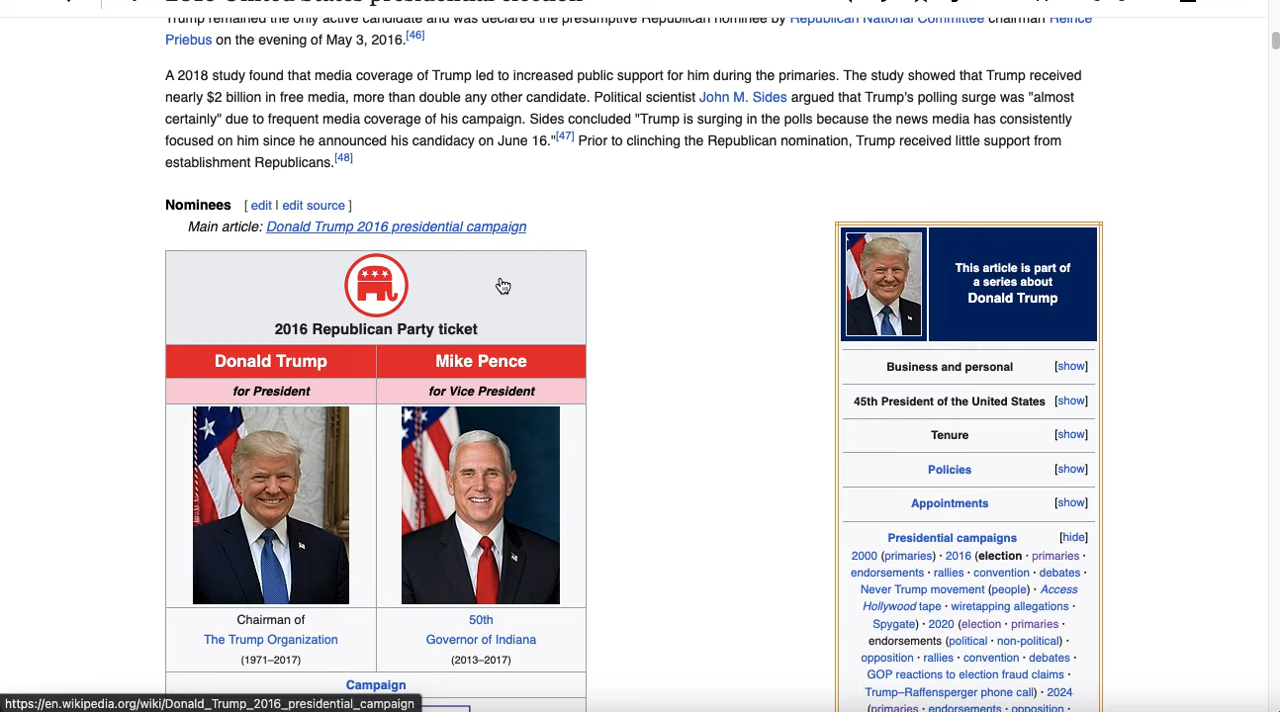 2016 United States presidential election
Trump remained the only active candidate and was declared the presumptive Republican nominee by Republican National Committee chairman Reince
Priebus on the evening of May 3, 2016.[46]
A 2018 study found that media coverage of Trump led to increased public support for him during the primaries. The study showed that Trump received
nearly $2 billion in free media, more than double any other candidate. Political scientist John M. Sides argued that Trump's polling surge was "almost
certainly" due to frequent media coverage of his campaign. Sides concluded "Trump is surging in the polls because the news media has consistently
focused on him since he announced his candidacy on June 16."[47] Prior to clinching the Republican nomination, Trump received little support from
establishment Republicans.[48]
Nominees [ edit | edit source ]
Main article: Donald Trump 2016 presidential campaign
2016 Republican Party ticket
Donald Trump Mike Pence
for President for Vice President
Chairman of
The Trump Organization
(1971–2017)
50th
Governor of Indiana
(2013–2017)
Campaign
This article is part of
a series about
Donald Trump
Business and personal [show]
45th President of the United States [show]
Tenure [show]
Policies [show]
Appointments [show]
Presidential campaigns [hide]
2000 (primaries) · 2016 (election · primaries ·
endorsements · rallies · convention · debates ·
Never Trump movement (people) · Access
Hollywood tape · wiretapping allegations ·
Spygate) · 2020 (election · primaries ·
endorsements (political · non-political) ·
opposition · rallies · convention · debates ·
GOP reactions to election fraud claims ·
Trump–Raffensperger phone call) · 2024
(primaries · endorsements · opposition ·
https://en.wikipedia.org/wiki/Donald_Trump_2016_presidential_campaign